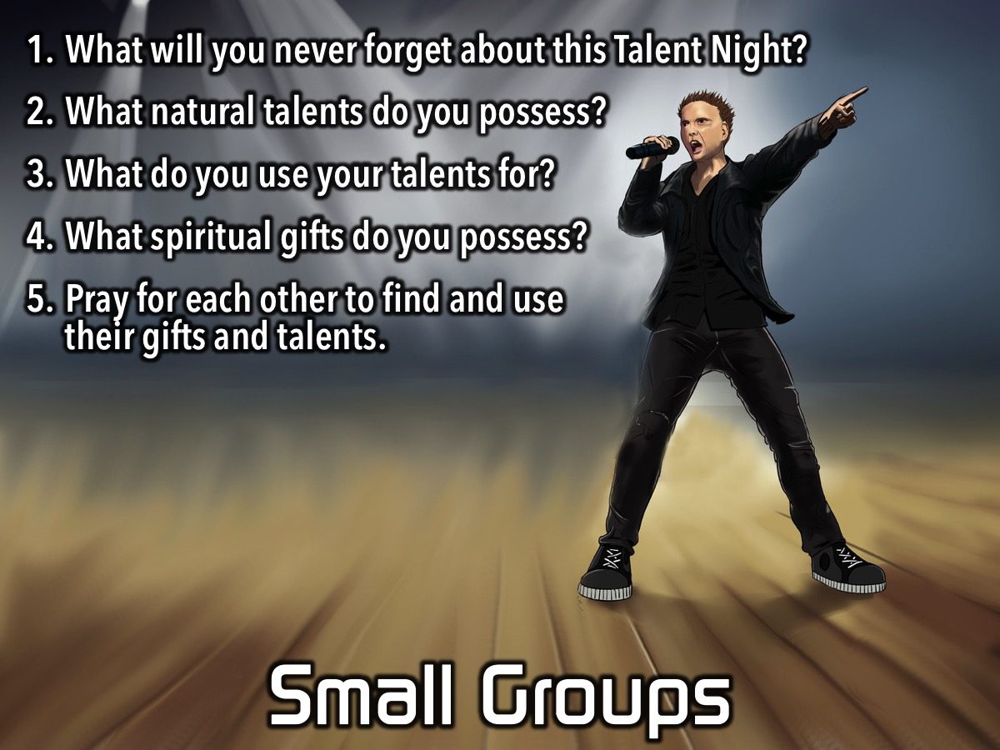 1. What will you never forget about this Talent Night?
2. What natural talents do you possess?
3. What do you use your talents for?
4. What spiritual gifts do you possess?
5. Pray for each other to find and use
their gifts and talents.
Small Groups